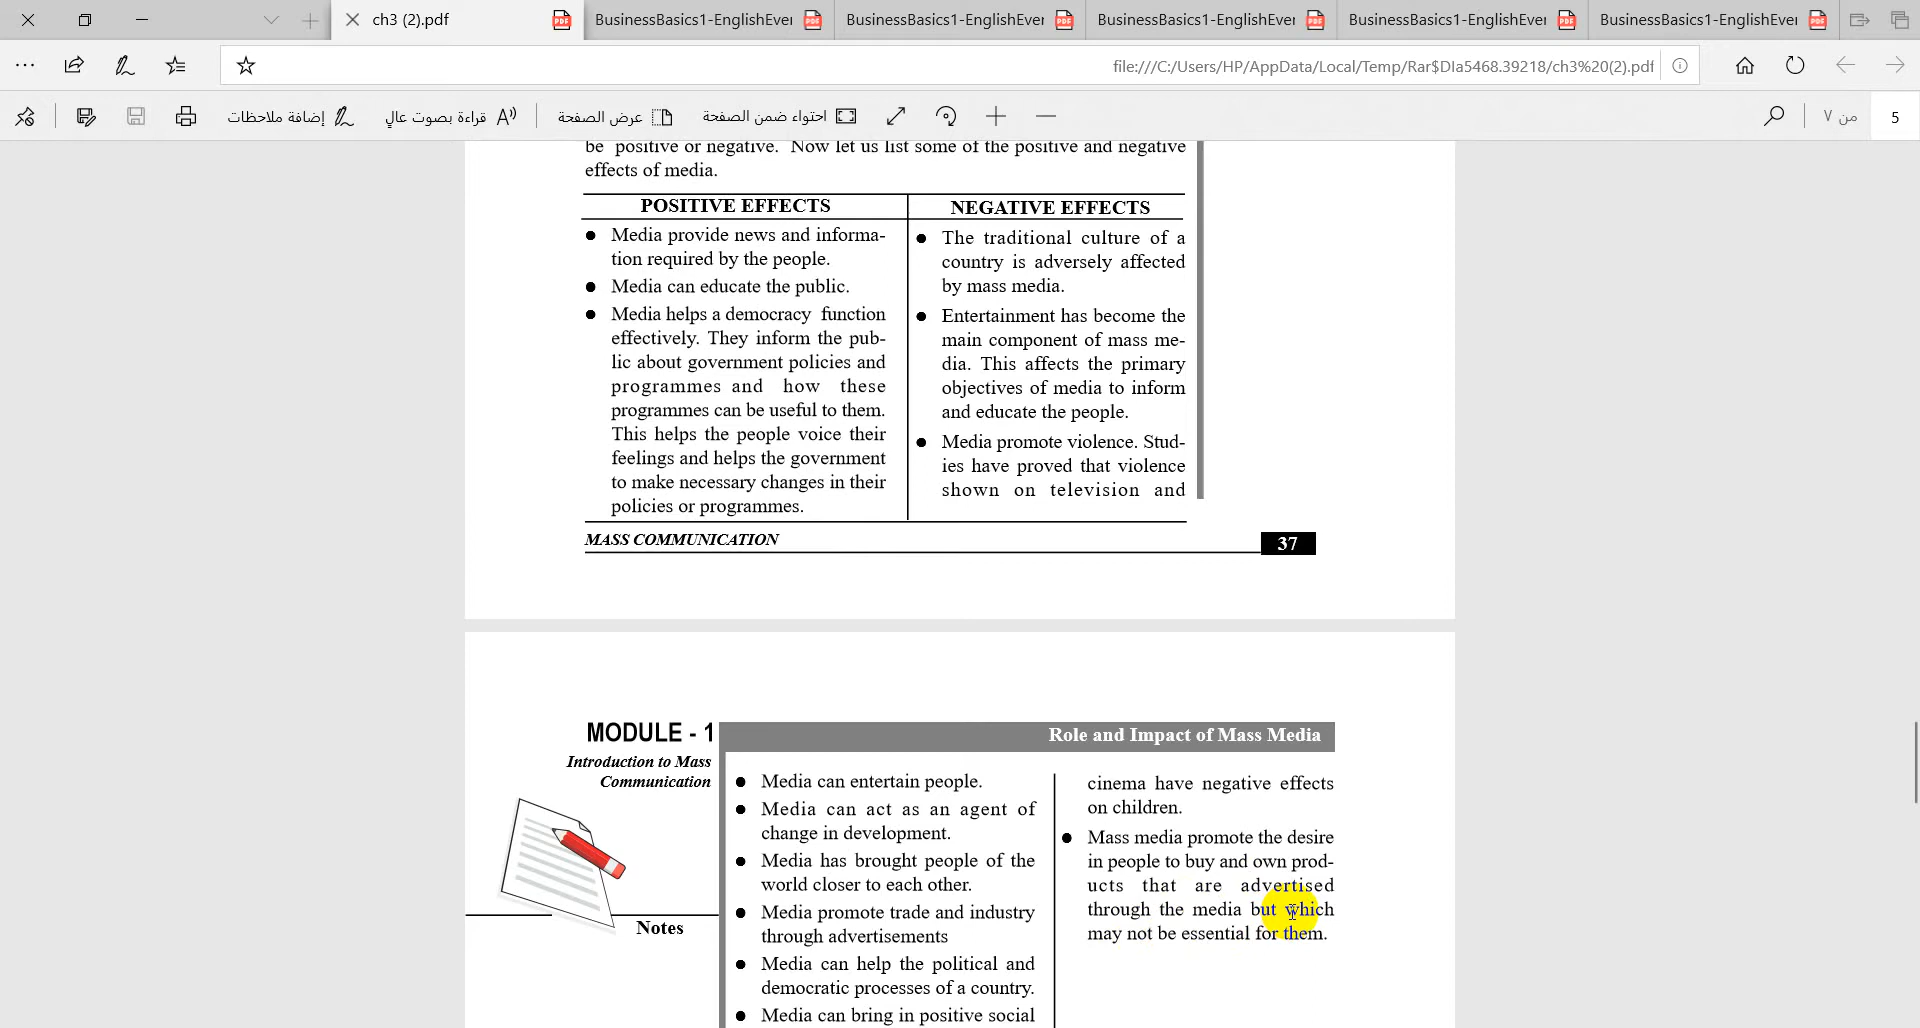 ch3 (2).pdf
BusinessBasics1-EnglishEver
BusinessBasics1-EnglishEver
BusinessBasics1-EnglishEver
BusinessBasics1-EnglishEver
BusinessBasics1-EnglishEver
file:///C:/Users/HP/AppData/Local/Temp/Rar$DIa5468.39218/ch3%20(2).pdf
إضافة ملاحظات
قراءة بصوت عالٍ
عرض الصفحة
احتواء ضمن الصفحة
من ٧
5
be positive or negative. Now let us list some of the positive and negative
effects of media.
POSITIVE EFFECTS
Media provide news and informa-
tion required by the people.
Media can educate the public.
Media helps a democracy function
effectively. They inform the pub-
lic about government policies and
programmes and how these
programmes can be useful to them.
This helps the people voice their
feelings and helps the government
to make necessary changes in their
policies or programmes.
NEGATIVE EFFECTS
The traditional culture of a
country is adversely affected
by mass media.
Entertainment has become the
main component of mass me-
dia. This affects the primary
objectives of media to inform
and educate the people.
Media promote violence. Stud-
ies have proved that violence
shown on television and
MASS COMMUNICATION
37
MODULE - 1
Introduction to Mass
Communication
Notes
Role and Impact of Mass Media
Media can entertain people.
Media can act as an agent of
change in development.
Media has brought people of the
world closer to each other.
Media promote trade and industry
through advertisements
Media can help the political and
democratic processes of a country.
Media can bring in positive social
cinema have negative effects
on children.
Mass media promote the desire
in people to buy and own prod-
ucts that are advertised
through the media but which
may not be essential for them.